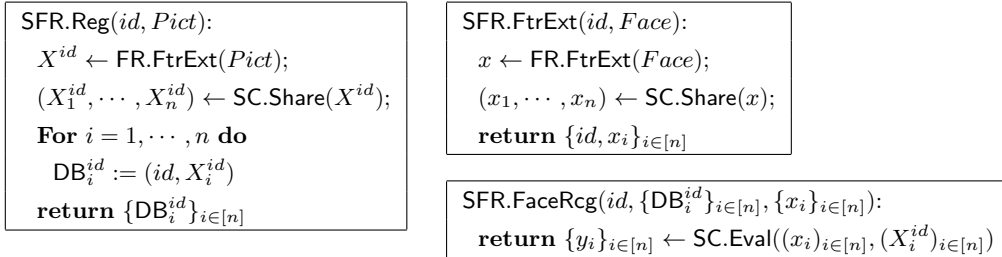 SFR.Reg(id, Pict):
X^{id} ← FR.FtrExt(Pict);
(X_1^{id}, ⋯ , X_n^{id}) ← SC.Share(X^{id});
For i = 1, ⋯ , n do
DB_i^{id} := (id, X_i^{id})
return {DB_i^{id}}_{i∈[n]}
SFR.FtrExt(id, Face):
x ← FR.FtrExt(Face);
(x_1, ⋯ , x_n) ← SC.Share(x);
return {id, x_i}_{i∈[n]}
SFR.FaceRcg(id, {DB_i^{id}}_{i∈[n]}, {x_i}_{i∈[n]}):
return {y_i}_{i∈[n]} ← SC.Eval((x_i)_{i∈[n]}, (X_i^{id})_{i∈[n]})